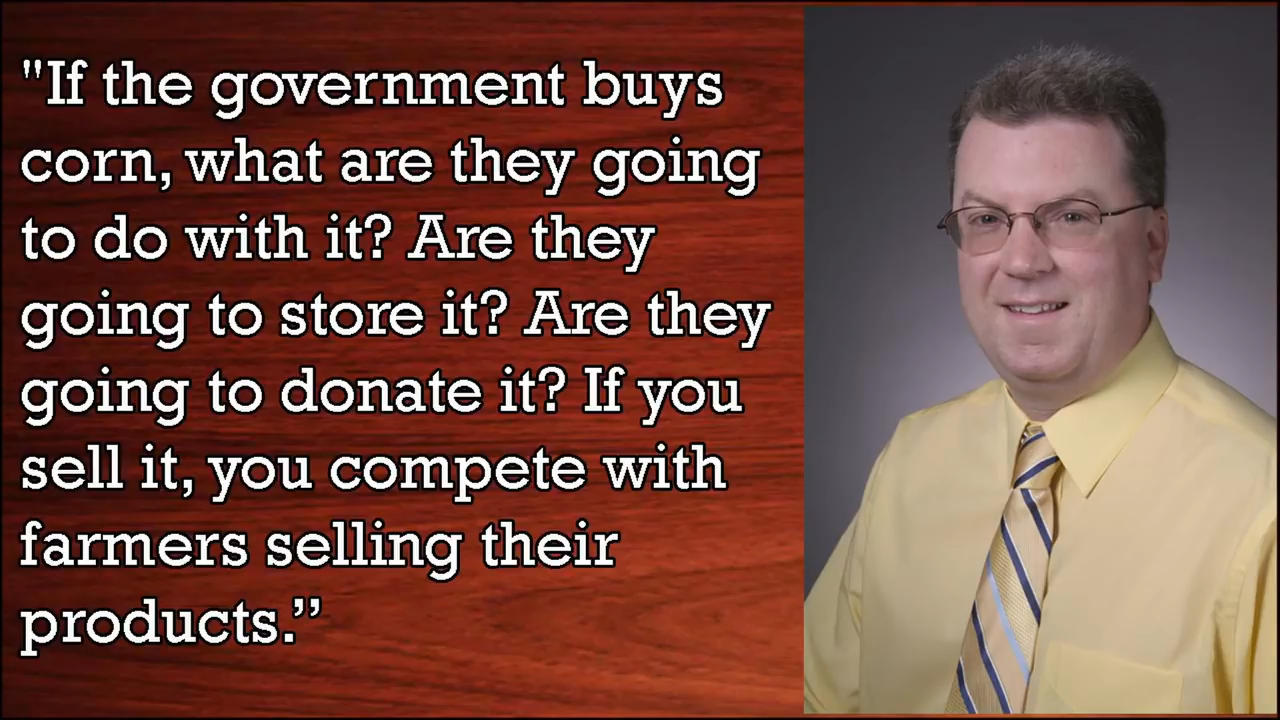 "If the government buys
corn, what are they going
to do with it? Are they
going to store it? Are they
going to donate it? If you
sell it, you compete with
farmers selling their
products.”